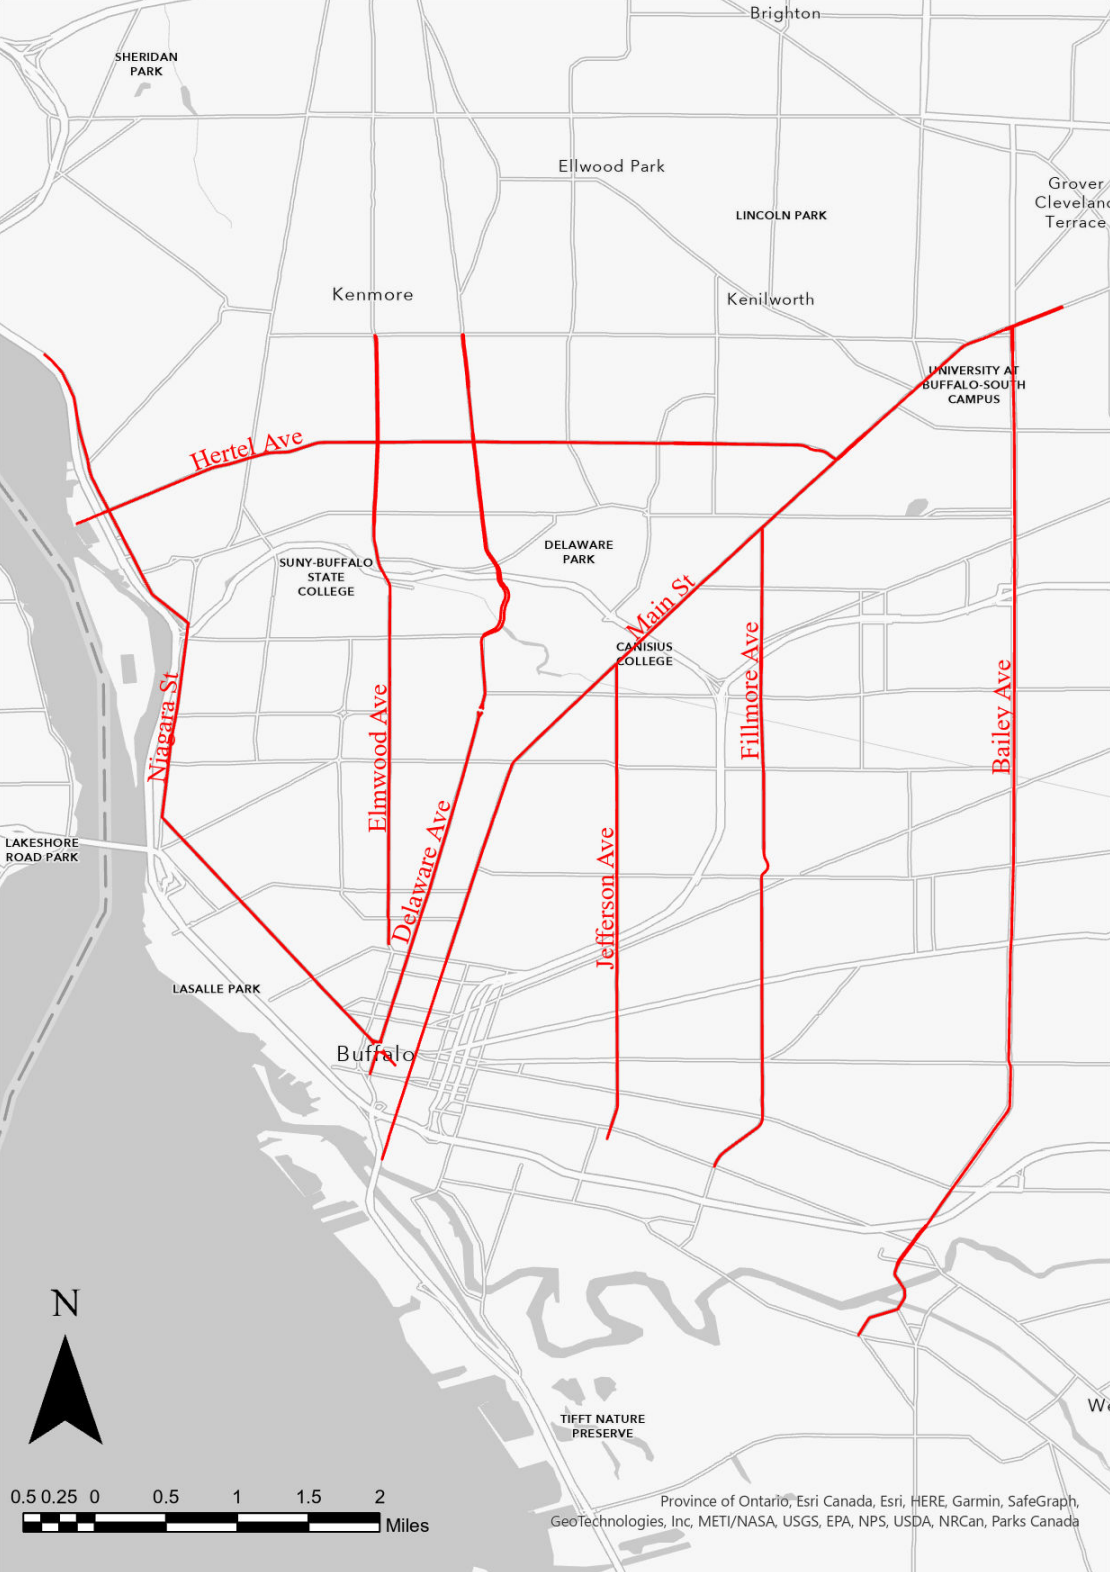 Brighton
SHERIDAN
PARK
Ellwood Park
Grover
Cleveland
Terrace
LINCOLN PARK
Kenmore
Kenilworth
UNIVERSITY AT
BUFFALO-SOUTH
CAMPUS
Hertel Ave
SUNY-BUFFALO
STATE
COLLEGE
DELAWARE
PARK
Main St
CANISIUS
COLLEGE
Niagara St
Elmwood Ave
Delaware Ave
Jefferson Ave
Fillmore Ave
Bailey Ave
LAKESHORE
ROAD PARK
LASALLE PARK
Buffalo
N
TIFFT NATURE
PRESERVE
We
0.5 0.25 0 0.5 1 1.5 2
Miles
Province of Ontario, Esri Canada, Esri, HERE, Garmin, SafeGraph,
GeoTechnologies, Inc, METI/NASA, USGS, EPA, NPS, USDA, NRCan, Parks Canada